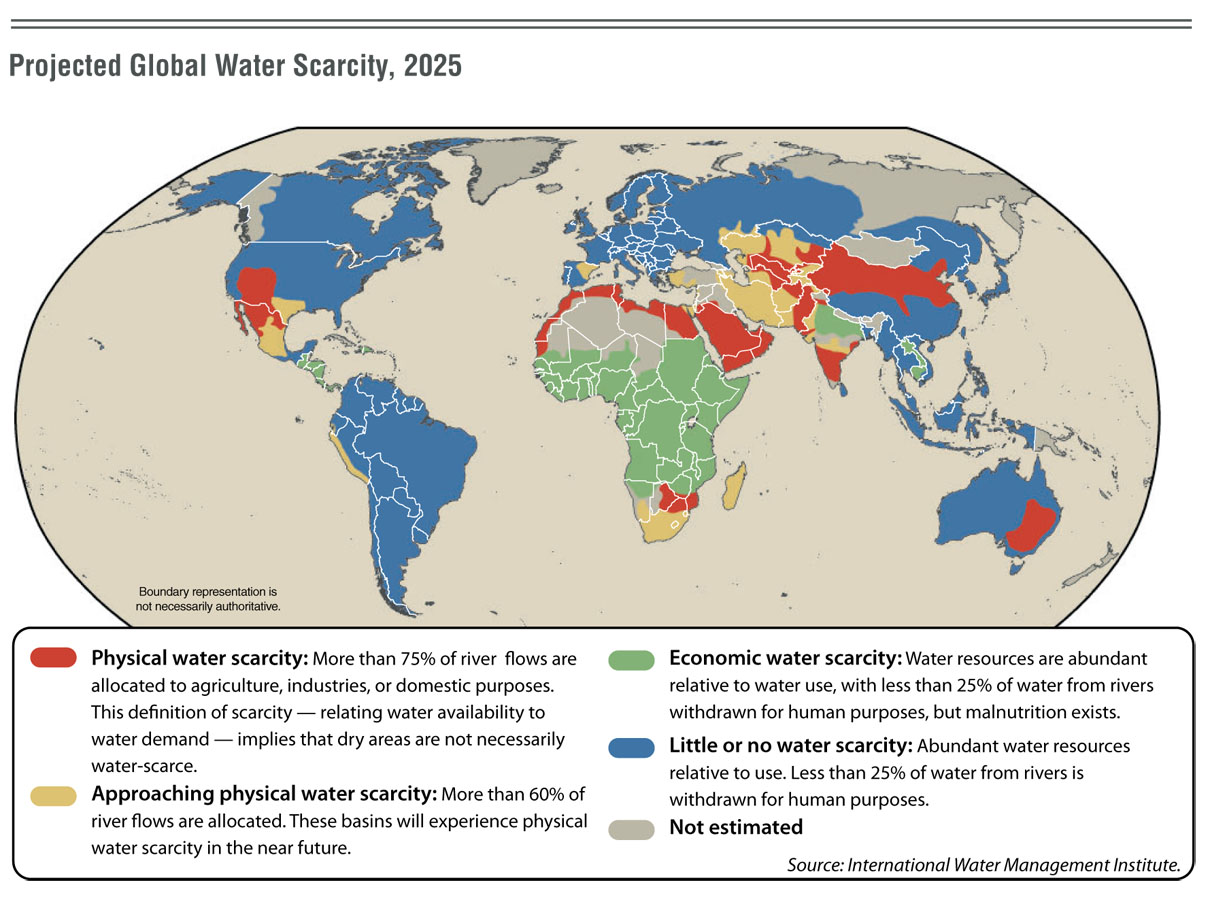 Projected Global Water Scarcity, 2025
Boundary representation is
not necessarily authoritative.
Physical water scarcity: More than 75% of river flows are
allocated to agriculture, industries, or domestic purposes.
This definition of scarcity — relating water availability to
water demand — implies that dry areas are not necessarily
water-scarce.
Approaching physical water scarcity: More than 60% of
river flows are allocated. These basins will experience physical
water scarcity in the near future.
Economic water scarcity: Water resources are abundant
relative to water use, with less than 25% of water from rivers
withdrawn for human purposes, but malnutrition exists.
Little or no water scarcity: Abundant water resources
relative to use. Less than 25% of water from rivers is
withdrawn for human purposes.
Not estimated
Source: International Water Management Institute.